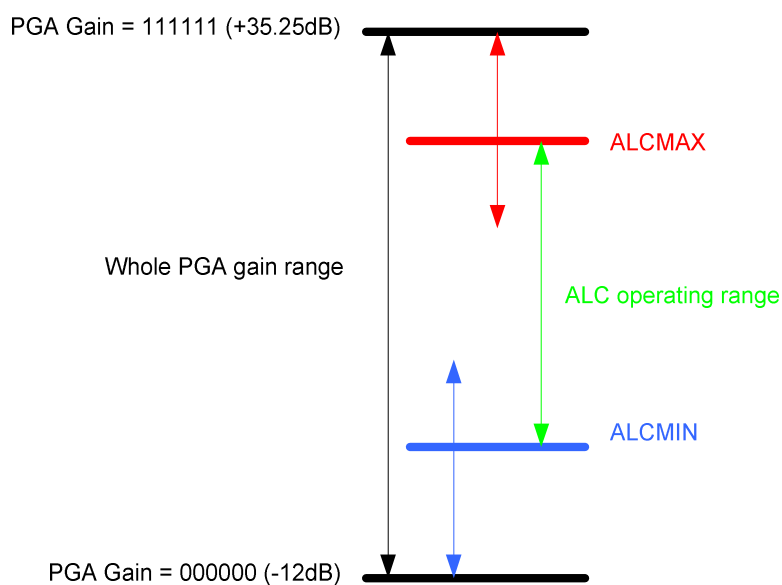 PGA Gain = 111111 (+35.25dB)
ALCMAX
Whole PGA gain range
ALC operating range
ALCMIN
PGA Gain = 000000 (-12dB)